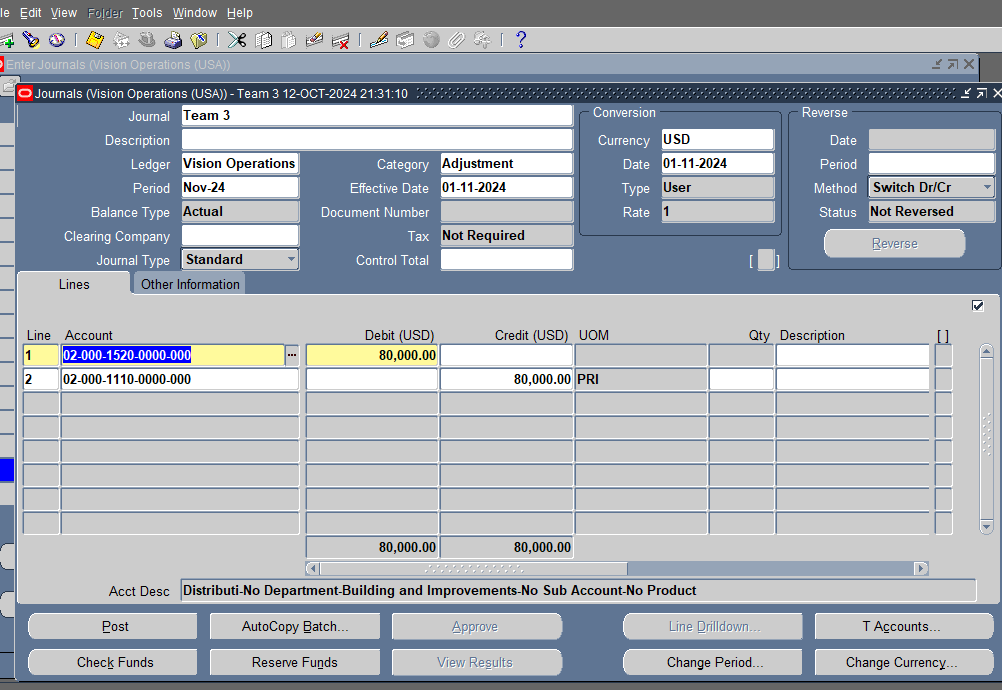 le Edit View Folder Tools Window Help
?
Enter Journals (Vision Operations (USA))
Journals (Vision Operations (USA)) - Team 3 12-OCT-2024 21:31:10
Journal Team 3
Description
Ledger Vision Operations Category Adjustment
Period Nov-24 Effective Date 01-11-2024
Balance Type Actual Document Number
Clearing Company Tax Not Required
Journal Type Standard Control Total
Conversion
Currency USD
Date 01-11-2024
Type User
Rate 1
Reverse
Date
Period
Method Switch Dr/Cr
Status Not Reversed
Reverse
[ ]
Lines Other Information
Line Account Debit (USD) Credit (USD) UOM Qty Description [ ]
1 02-000-1520-0000-000 ... 80,000.00
2 02-000-1110-0000-000 80,000.00 PRI
80,000.00 80,000.00
Acct Desc Distributi-No Department-Building and Improvements-No Sub Account-No Product
Post AutoCopy Batch... Approve Line Drilldown... T Accounts...
Check Funds Reserve Funds View Results Change Period... Change Currency...